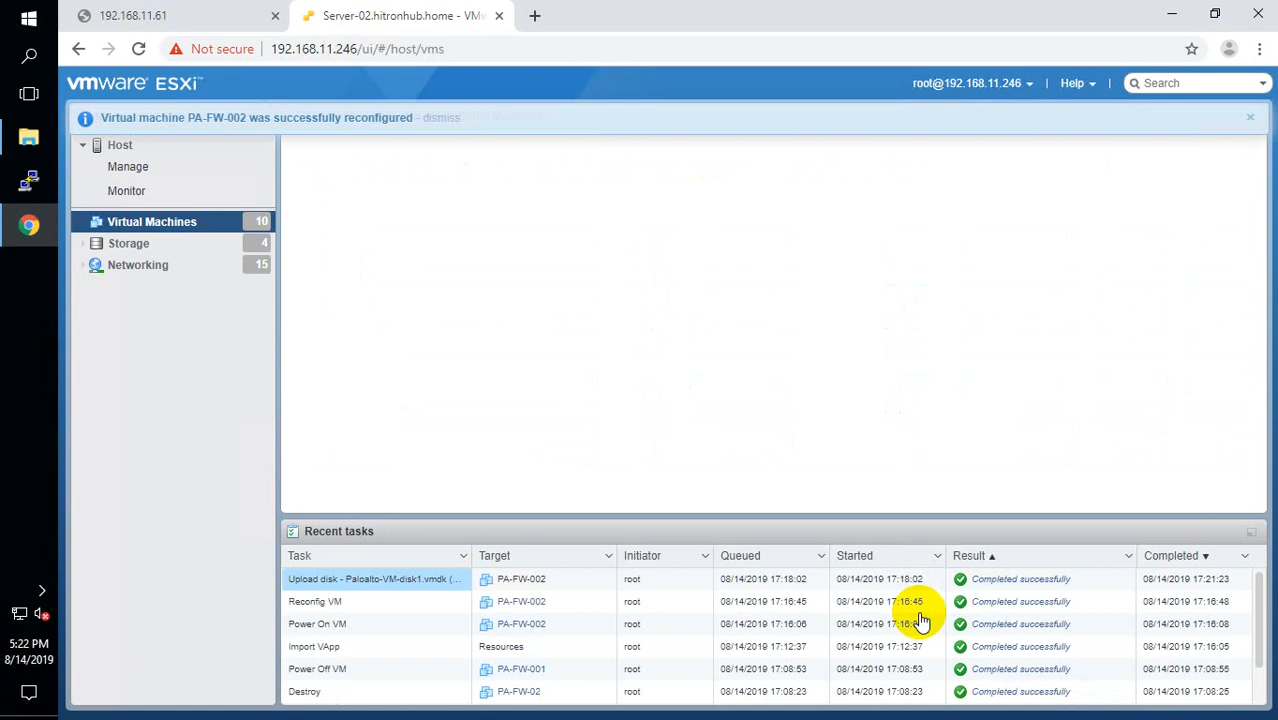 192.168.11.61
Server-02.hitronhub.home - VMw
Not secure
192.168.11.246/ui/#/host/vms
vmware ESXi™
root@192.168.11.246
Help
Search
Virtual machine PA-FW-002 was successfully reconfigured - dismiss
Host
Manage
Monitor
Virtual Machines 10
Storage 4
Networking 15
Recent tasks
Task Target Initiator Queued Started Result Completed
Upload disk - Paloalto-VM-disk1.vmdk (... PA-FW-002 root 08/14/2019 17:18:02 08/14/2019 17:18:02 Completed successfully 08/14/2019 17:21:23
Reconfig VM PA-FW-002 root 08/14/2019 17:16:45 08/14/2019 17:16:45 Completed successfully 08/14/2019 17:16:48
Power On VM PA-FW-002 root 08/14/2019 17:16:06 08/14/2019 Completed successfully 08/14/2019 17:16:08
Import VApp Resources root 08/14/2019 17:12:37 08/14/2019 17:12:37 Completed successfully 08/14/2019 17:16:05
Power Off VM PA-FW-001 root 08/14/2019 17:08:53 08/14/2019 17:08:53 Completed successfully 08/14/2019 17:08:56
Destroy PA-FW-02 root 08/14/2019 17:08:23 08/14/2019 17:08:23 Completed successfully 08/14/2019 17:08:25
5:22 PM
8/14/2019